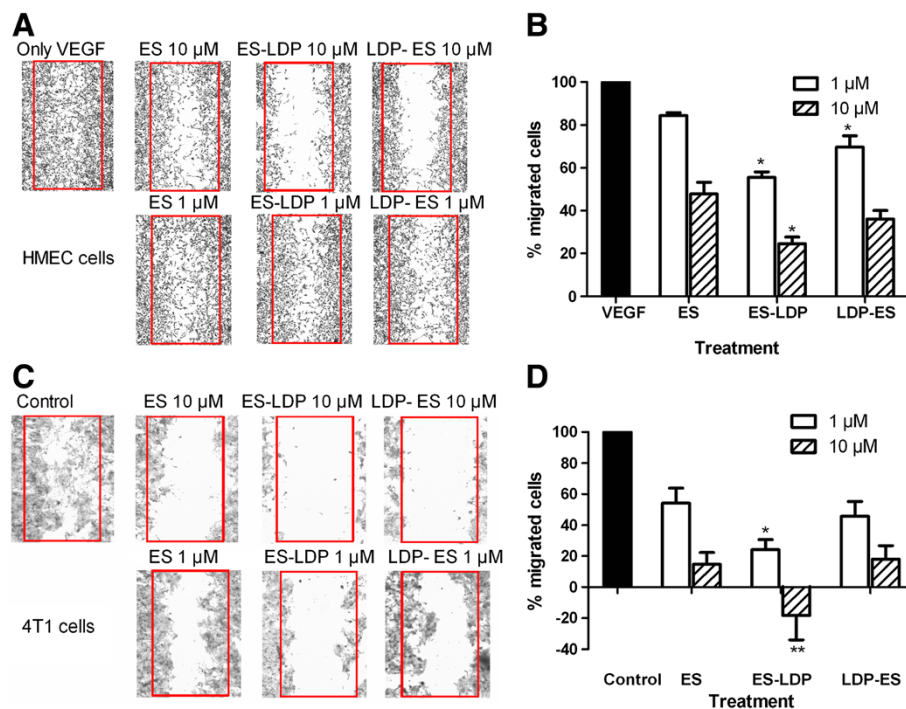 A
Only VEGF
ES 10 µM
ES-LDP 10 µM
LDP- ES 10 µM
ES 1 µM
ES-LDP 1 µM
LDP- ES 1 µM
HMEC cells
B
% migrated cells
100
80
60
40
20
0
1 µM
10 µM
*
*
*
VEGF
ES
ES-LDP
LDP-ES
Treatment
C
Control
ES 10 µM
ES-LDP 10 µM
LDP- ES 10 µM
ES 1 µM
ES-LDP 1 µM
LDP- ES 1 µM
4T1 cells
D
% migrated cells
100
80
60
40
20
0
-20
-40
1 µM
10 µM
*
**
Control
ES
ES-LDP
LDP-ES
Treatment